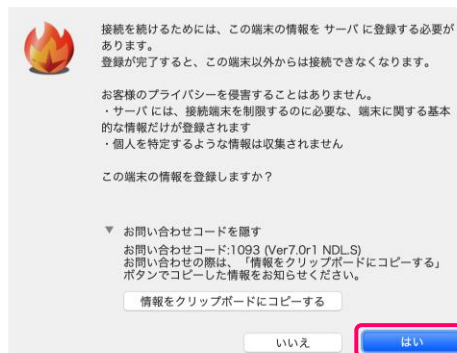 接続を続けるためには、この端末の情報を サーバ に登録する必要が
あります。
登録が完了すると、この端末以外からは接続できなくなります。
お客様のプライバシーを侵害することはありません。
・サーバ には、接続端末を制限するのに必要な、端末に関する基本
的な情報だけが登録されます
・個人を特定するような情報は収集されません
この端末の情報を登録しますか？
▼ お問い合わせコードを隠す
お問い合わせコード:1093 (Ver7.0r1 NDL.S)
お問い合わせの際は、「情報をクリップボードにコピーする」
ボタンでコピーした情報をお知らせください。
情報をクリップボードにコピーする
いいえ
はい